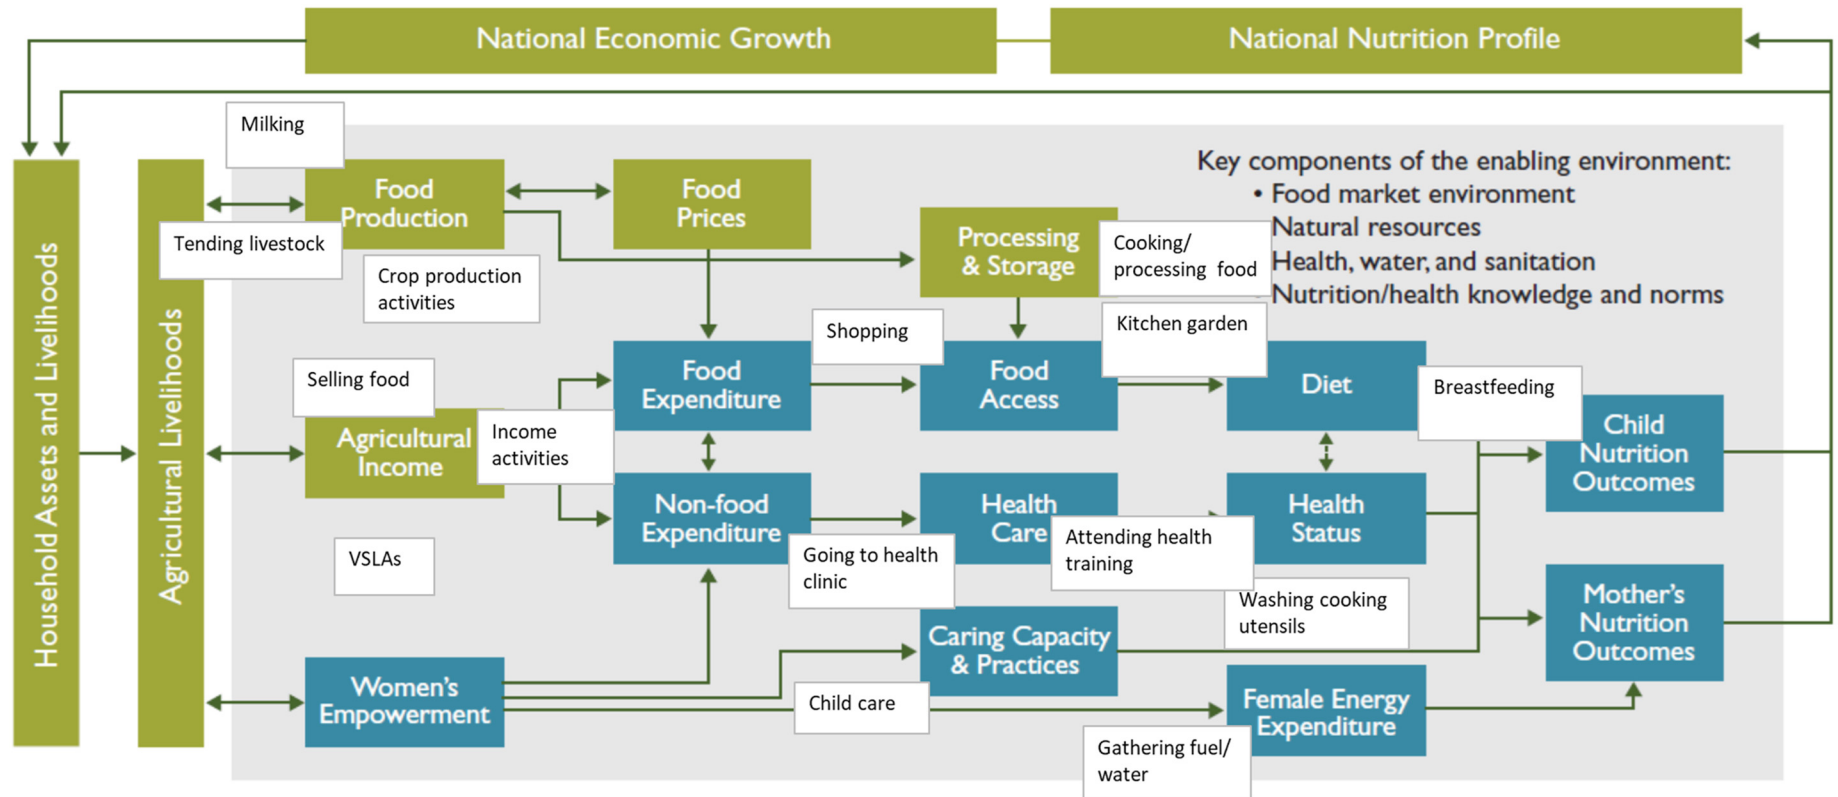 National Economic Growth
National Nutrition Profile
Milking
Key components of the enabling environment:
• Food market environment
Natural resources
Health, water, and sanitation
• Nutrition/health knowledge and norms
Household Assets and Livelihoods
Agricultural Livelihoods
Food
Production
Food
Prices
Tending livestock
Crop production
activities
Processing
& Storage
Cooking/
processing food
Kitchen garden
Shopping
Selling food
Food
Expenditure
Food
Access
Diet
Breastfeeding
Agricultural
Income
Income
activities
Child
Nutrition
Outcomes
Non-food
Expenditure
Health
Care
Health
Status
VSLAs
Going to health
clinic
Attending health
training
Washing cooking
utensils
Mother's
Nutrition
Outcomes
Caring Capacity
& Practices
Women's
Empowerment
Child care
Female Energy
Expenditure
Gathering fuel/
water